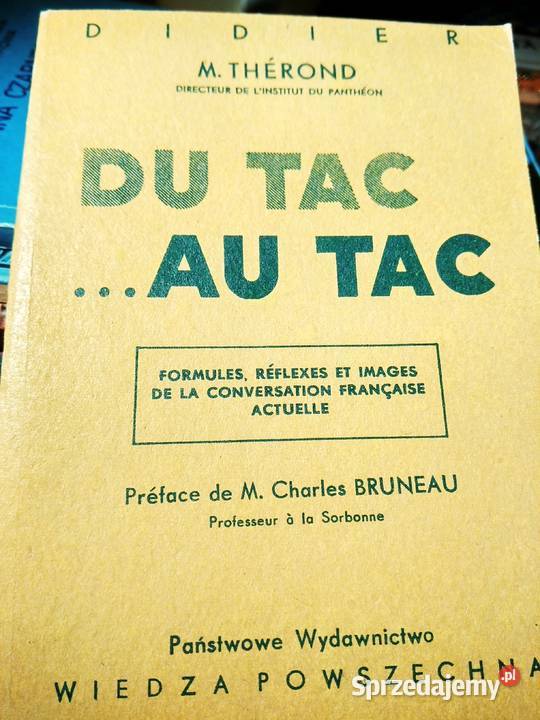 DIDIER
M. THÉROND
DIRECTEUR DE L'INSTITUT DU PANTHÉON
DU TAC
...AU TAC
FORMULES, RÉFLEXES ET IMAGES
DE LA CONVERSATION FRANÇAISE
ACTUELLE
Préface de M. Charles BRUNEAU
Professeur à la Sorbonne
Państwowe Wydawnictwo
WIEDZA POWSZECHNA
Sprzedajemy.pl